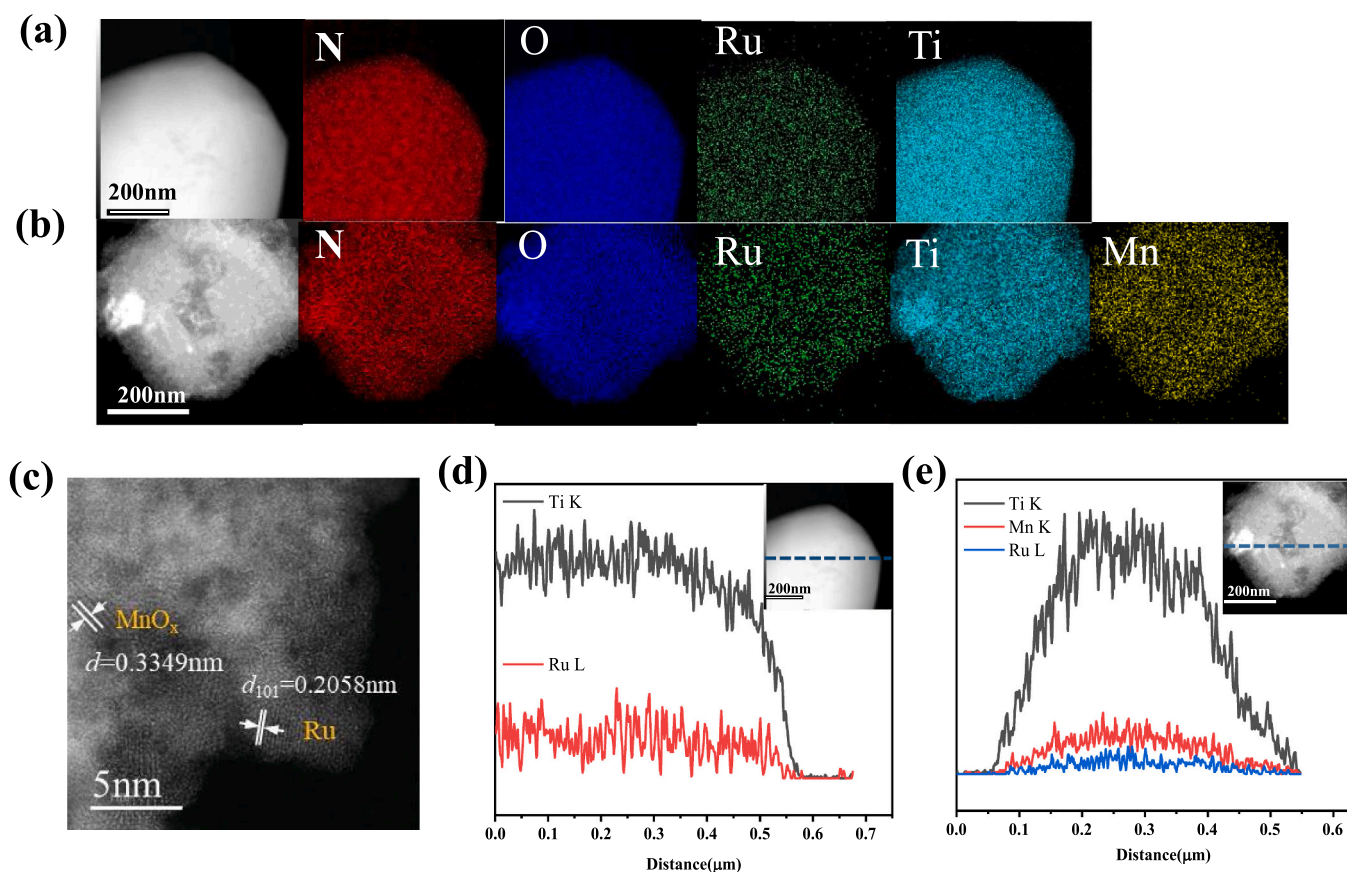 (a)
N
O
Ru
Ti
200nm
(b)
N
O
Ru
Ti
Mn
200nm
(c)
MnOₓ
d=0.3349nm
d₁₀₁=0.2058nm
Ru
5nm
(d)
Ti K
Ru L
200nm
0.0 0.1 0.2 0.3 0.4 0.5 0.6 0.7
Distance(μm)
(e)
Ti K
Mn K
Ru L
200nm
0.0 0.1 0.2 0.3 0.4 0.5 0.6
Distance(μm)